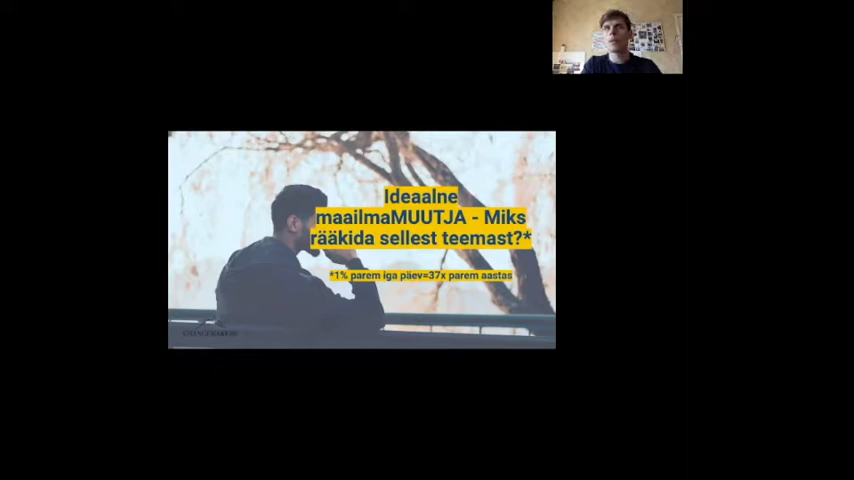 Ideaalne
maailmaMUUTJA - Miks
rääkida sellest teemast?*
*1% parem iga päev=37x parem aastas